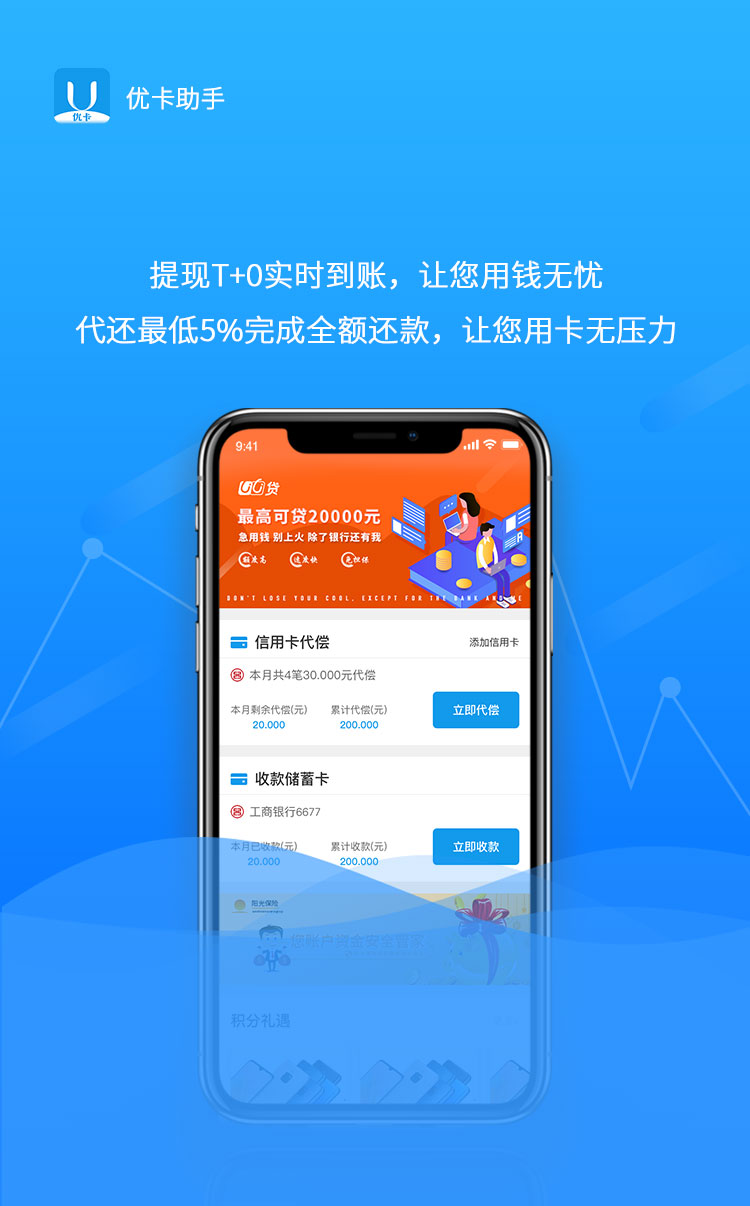 优卡
优卡助手
提现T+0实时到账，让您用钱无忧
代还最低5%完成全额还款，让您用卡无压力
9:41
贷
最高可贷20000元
急用钱 别上火 除了银行还有我
额度高 速度快 免担保
DON'T LOSE YOUR COOL, EXCEPT FOR THE BANK AND ME
信用卡代偿 添加信用卡
本月共4笔30.000元代偿
本月剩余代偿(元) 累计代偿(元) 立即代偿
20.000 200.000
收款储蓄卡
工商银行6677
本月已收款(元) 累计收款(元) 立即收款
20.000 200.000
阳光保险
您账户资金安全管家
积分礼遇